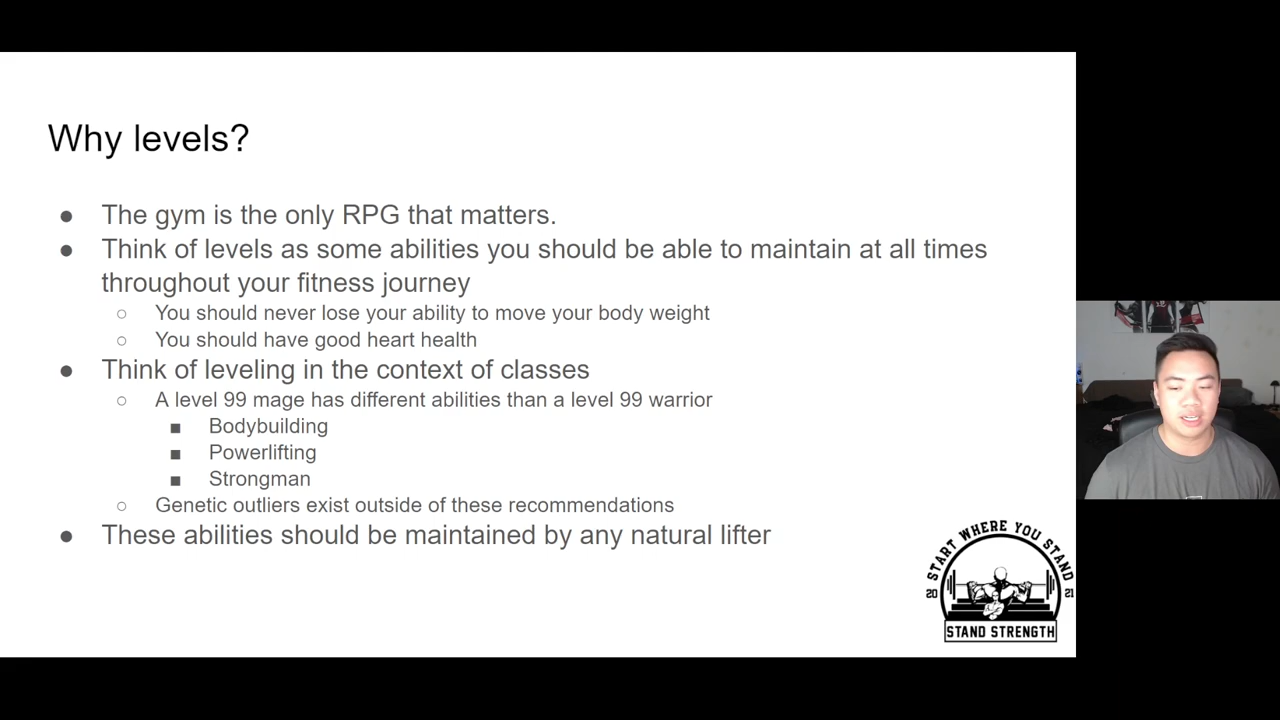 Why levels?
● The gym is the only RPG that matters.
● Think of levels as some abilities you should be able to maintain at all times
throughout your fitness journey
○ You should never lose your ability to move your body weight
○ You should have good heart health
● Think of leveling in the context of classes
○ A level 99 mage has different abilities than a level 99 warrior
■ Bodybuilding
■ Powerlifting
■ Strongman
○ Genetic outliers exist outside of these recommendations
● These abilities should be maintained by any natural lifter
START WHERE YOU STAND
20 21
STAND STRENGTH